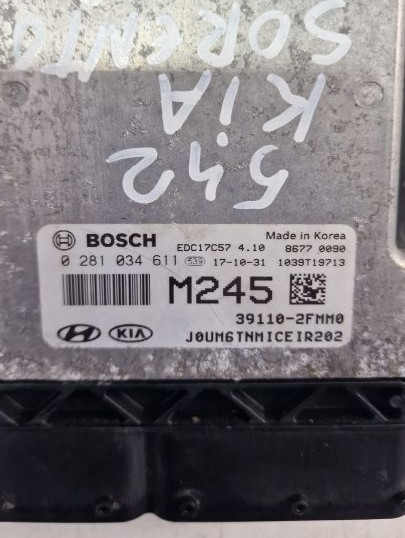 SORENTO
KiA
542
BOSCH EDC17C57 4.10 Made in Korea
8677 0090
0 281 034 611 539 17-10-31 1039T19713
M245
39110-2FMM0
KIA J0UM6TNMICEIR202